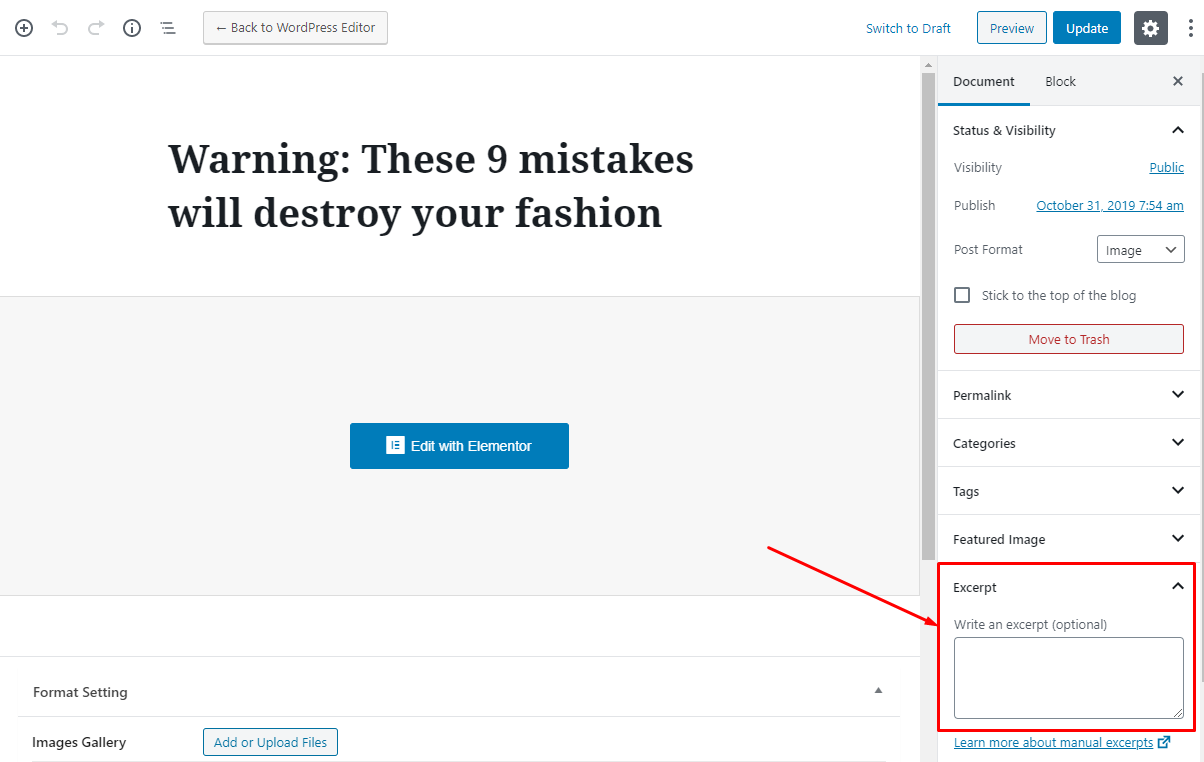 ← Back to WordPress Editor
Switch to Draft
Preview
Update
Document
Block
Warning: These 9 mistakes
will destroy your fashion
Edit with Elementor
Format Setting
Images Gallery
Add or Upload Files
Status & Visibility
Visibility
Public
Publish
October 31, 2019 7:54 am
Post Format
Image
Stick to the top of the blog
Move to Trash
Permalink
Categories
Tags
Featured Image
Excerpt
Write an excerpt (optional)
Learn more about manual excerpts